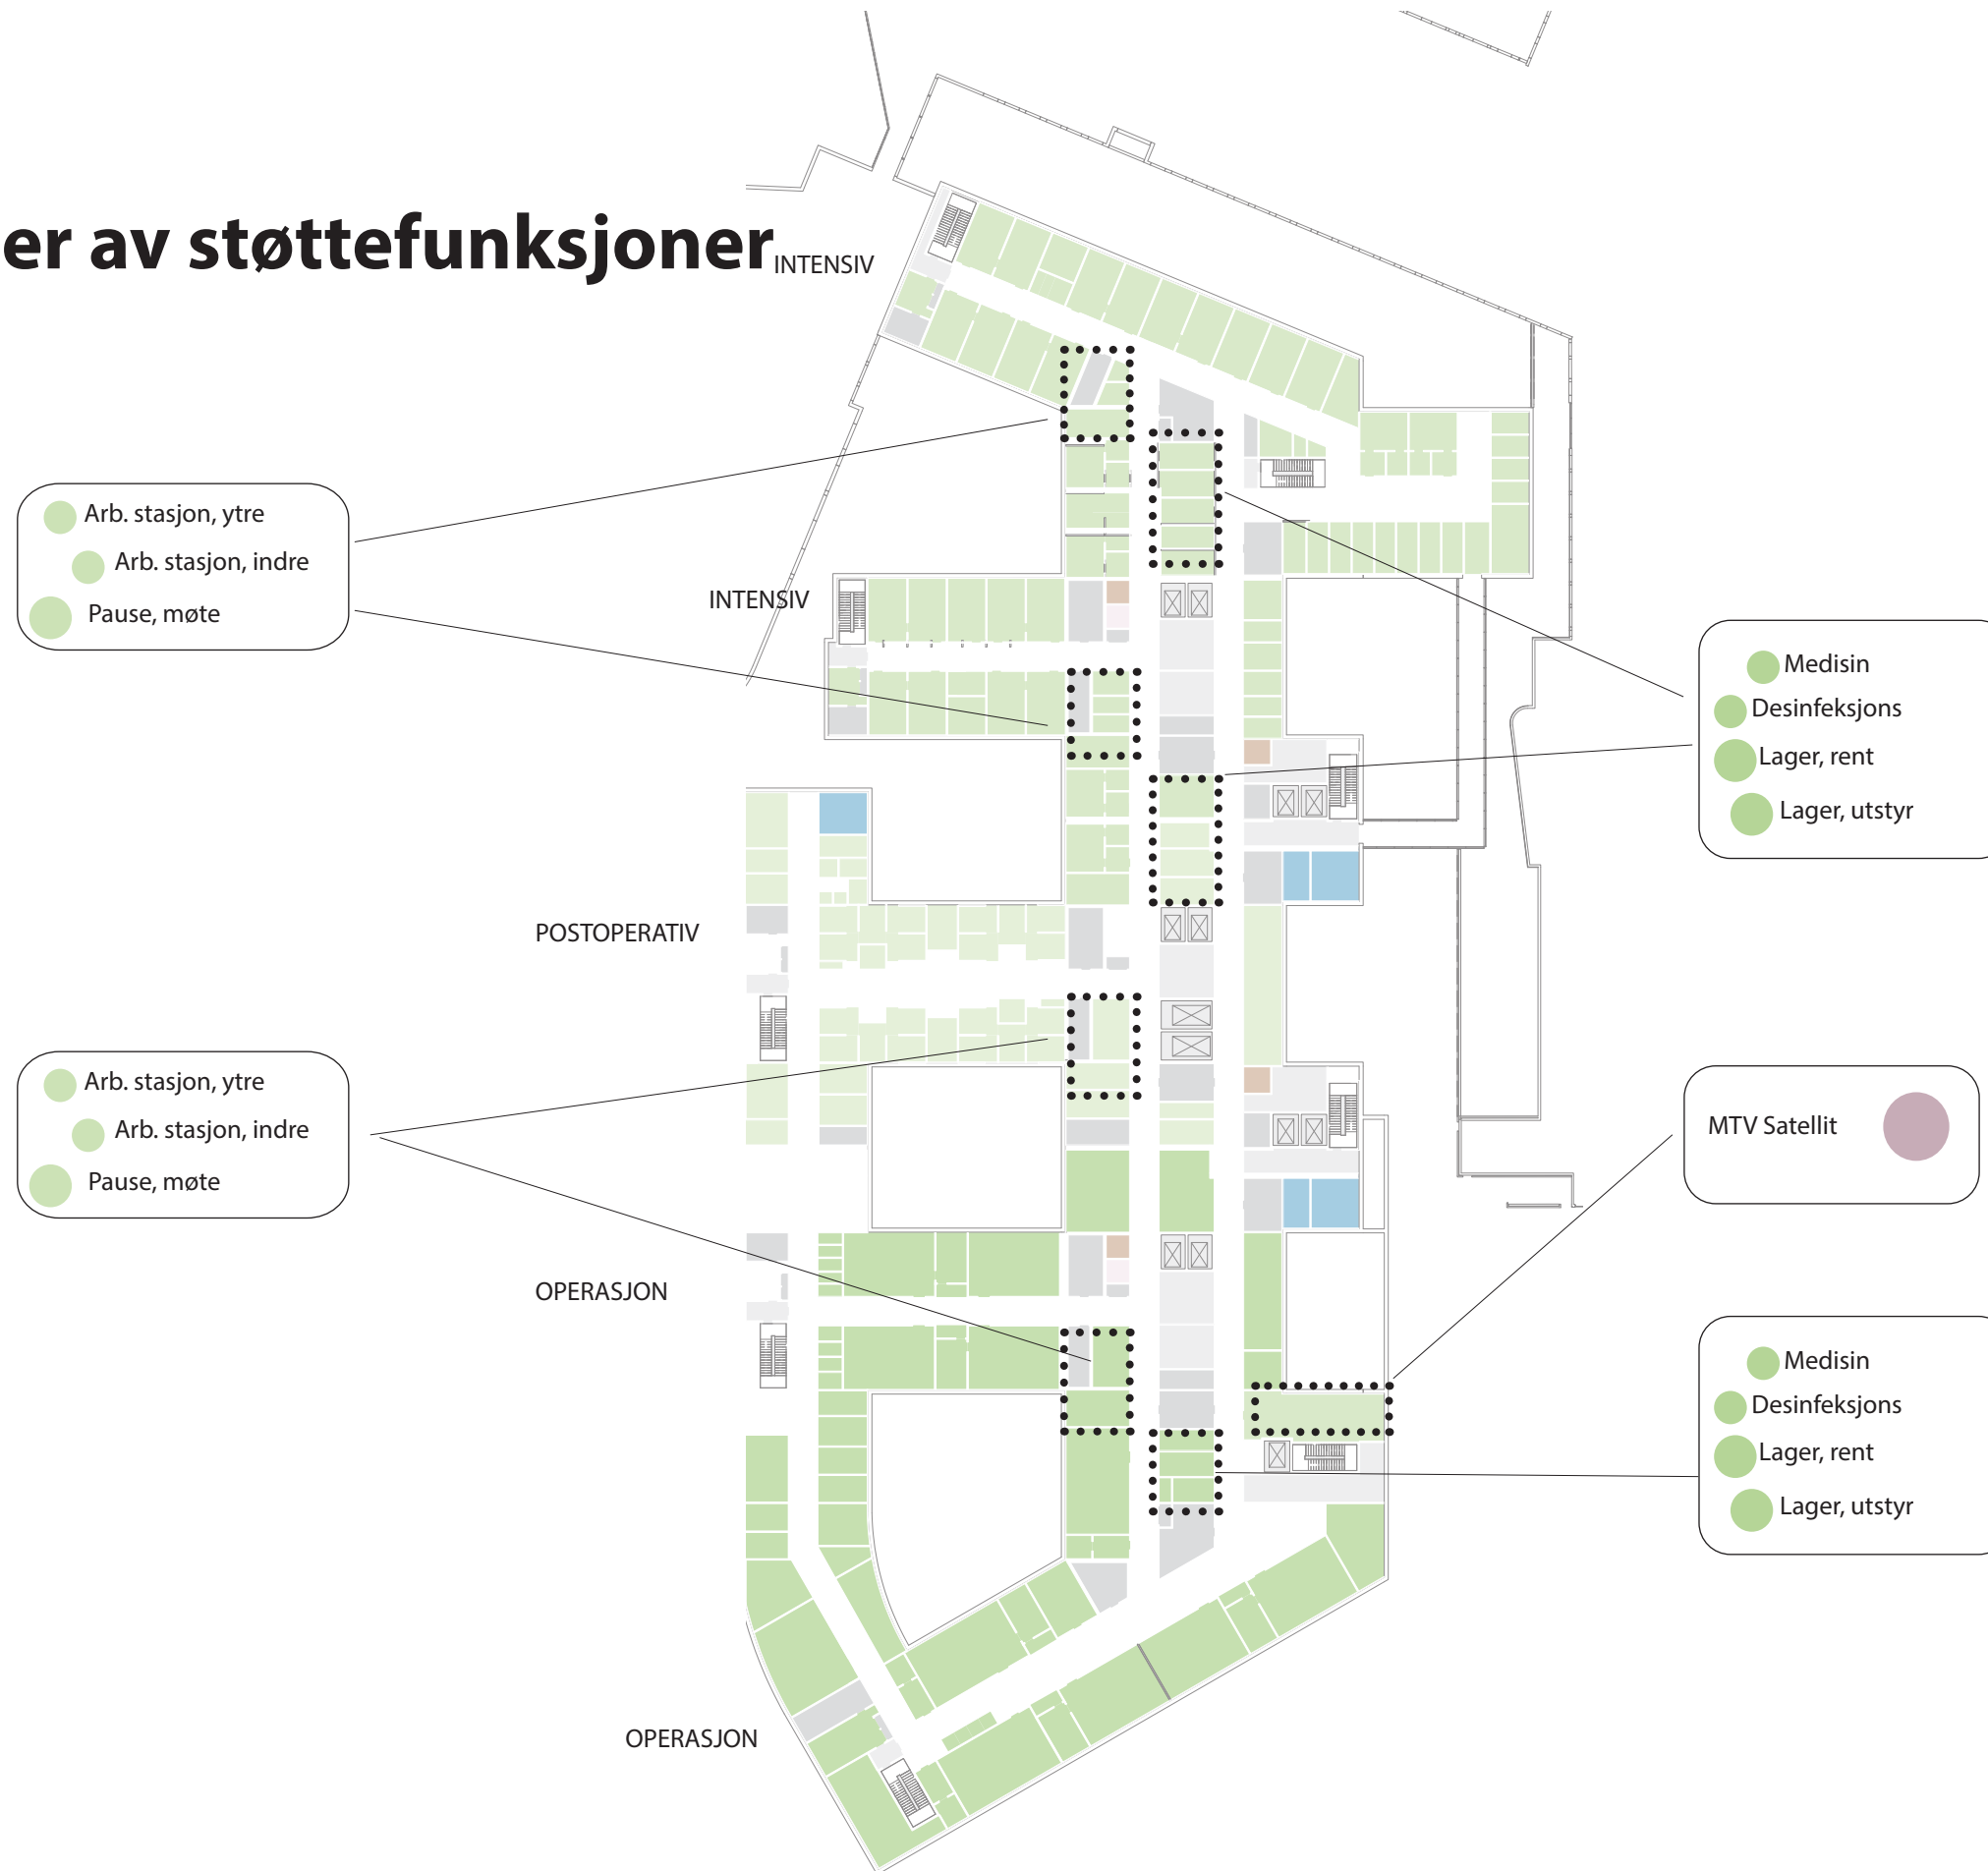 er av støttefunksjoner
INTENSIV
Arb. stasjon, ytre
Arb. stasjon, indre
Pause, møte
INTENSIV
Medisin
Desinfeksjons
Lager, rent
Lager, utstyr
POSTOPERATIV
Arb. stasjon, ytre
Arb. stasjon, indre
Pause, møte
MTV Satellit
OPERASJON
Medisin
Desinfeksjons
Lager, rent
Lager, utstyr
OPERASJON